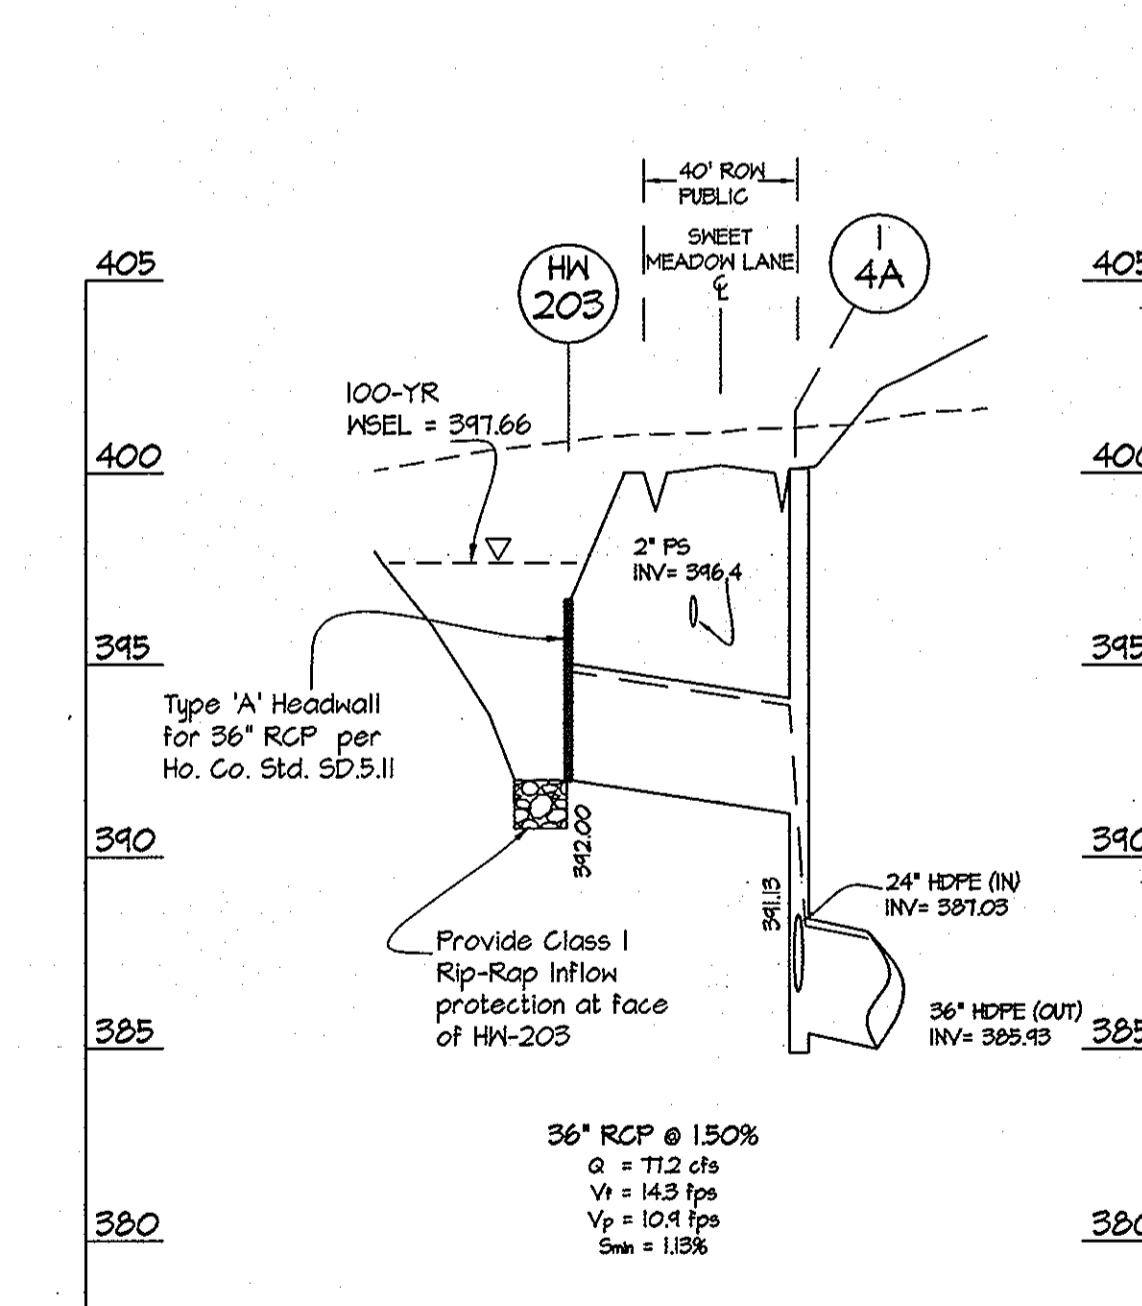 40' ROW
PUBLIC
SWEET
MEADOW LANE
℄
HW
203
1
4A
405
405
100-YR
WSEL = 397.66
400
400
2" PS
INV= 396.4
395
395
Type 'A' Headwall
for 36" RCP per
Ho. Co. Std. SD.5.11
392.00
390
390
391.13
24" HDPE (IN)
INV= 387.03
Provide Class 1
Rip-Rap Inflow
protection at face
of HW-203
36" HDPE (OUT)
INV= 385.93
385
385
36" RCP @ 1.50%
Q = 77.2 cfs
Vf = 14.3 fps
Vp = 10.9 fps
Smin = 1.13%
380
380